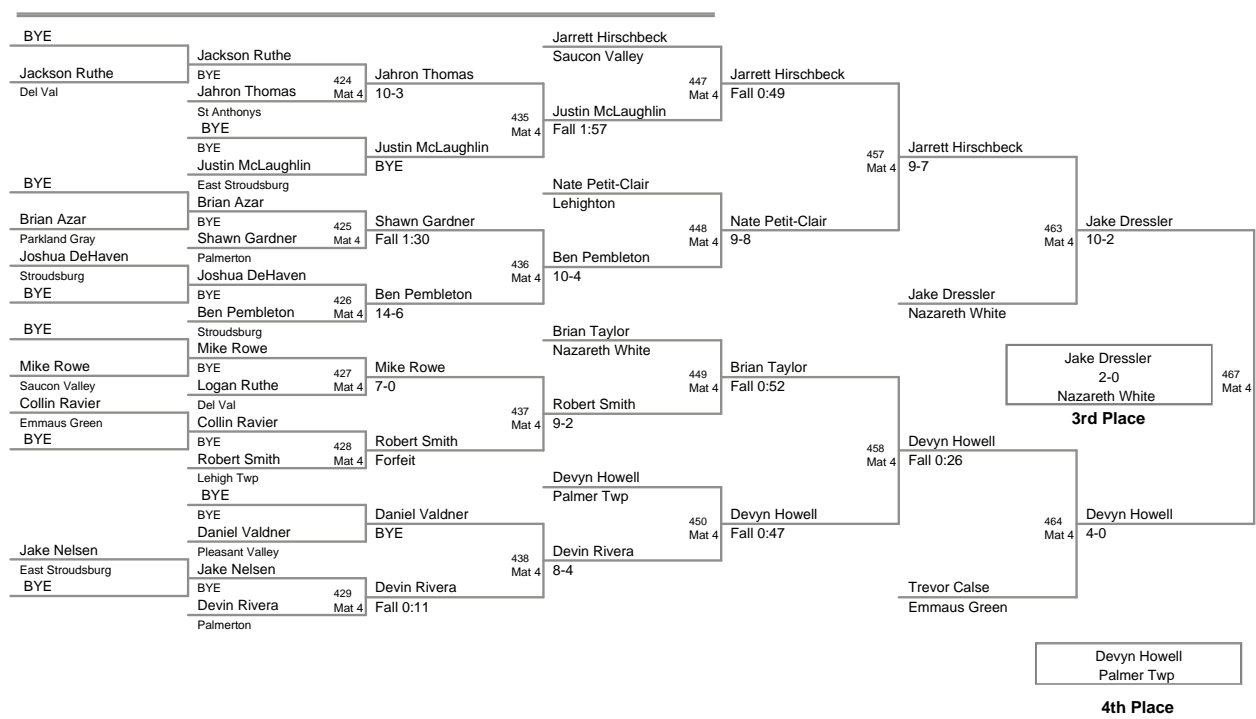 BYE
Jackson Ruthe
Del Val
BYE
Brian Azar
Parkland Gray
Joshua DeHaven
Stroudsburg
BYE
BYE
Mike Rowe
Saucon Valley
Collin Ravier
Emmaus Green
BYE
Jake Nelsen
East Stroudsburg
BYE
Jackson Ruthe
BYE
424
Mat 4
Jahron Thomas
St Anthonys
BYE
BYE
Justin McLaughlin
East Stroudsburg
Brian Azar
BYE
425
Mat 4
Shawn Gardner
Palmerton
Joshua DeHaven
BYE
426
Mat 4
Ben Pembleton
Stroudsburg
Mike Rowe
BYE
427
Mat 4
Logan Ruthe
Del Val
Collin Ravier
BYE
428
Mat 4
Robert Smith
Lehigh Twp
BYE
BYE
Daniel Valdner
Pleasant Valley
Jake Nelsen
BYE
429
Mat 4
Devin Rivera
Palmerton
Jahron Thomas
10-3
435
Mat 4
Justin McLaughlin
BYE
Shawn Gardner
Fall 1:30
436
Mat 4
Ben Pembleton
14-6
Mike Rowe
7-0
437
Mat 4
Robert Smith
Forfeit
Daniel Valdner
BYE
438
Mat 4
Devin Rivera
Fall 0:11
Jarrett Hirschbeck
Saucon Valley
447
Mat 4
Justin McLaughlin
Fall 1:57
Nate Petit-Clair
Lehighton
448
Mat 4
Ben Pembleton
10-4
Brian Taylor
Nazareth White
449
Mat 4
Robert Smith
9-2
Devyn Howell
Palmer Twp
450
Mat 4
Devin Rivera
8-4
Jarrett Hirschbeck
Fall 0:49
457
Mat 4
Nate Petit-Clair
9-8
Brian Taylor
Fall 0:52
458
Mat 4
Devyn Howell
Fall 0:47
Jarrett Hirschbeck
9-7
463
Mat 4
Jake Dressler
Nazareth White
Devyn Howell
Fall 0:26
464
Mat 4
Trevor Calse
Emmaus Green
Jake Dressler
10-2
467
Mat 4
Devyn Howell
4-0
Jake Dressler
2-0
Nazareth White
3rd Place
Devyn Howell
Palmer Twp
4th Place